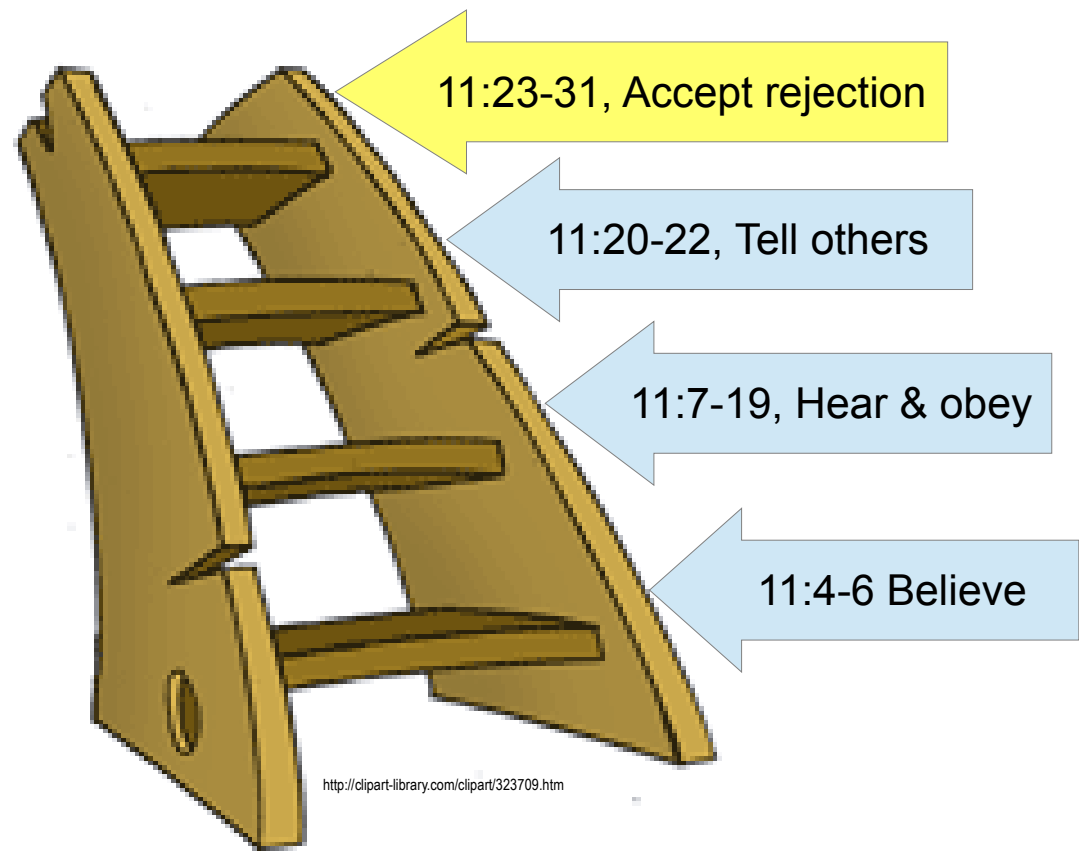 11:23-31, Accept rejection
11:20-22, Tell others
11:7-19, Hear & obey
11:4-6 Believe
http://clipart-library.com/clipart/323709.htm